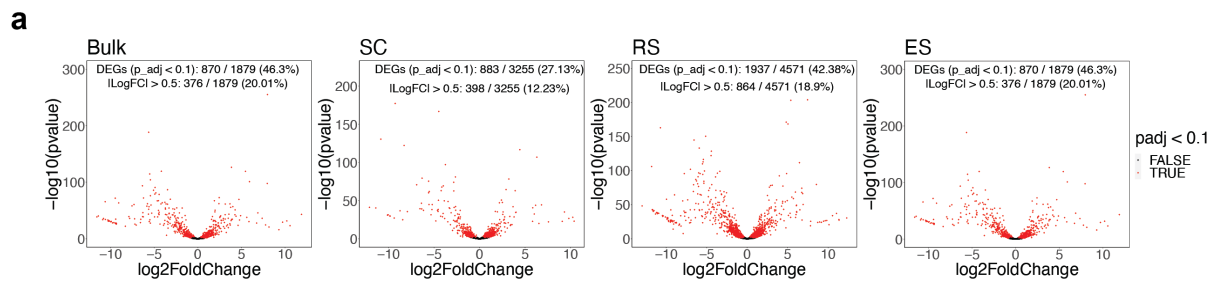 a
Bulk
DEGs (p_adj < 0.1): 870 / 1879 (46.3%)
|LogFC| > 0.5: 376 / 1879 (20.01%)
300
200
100
0
−10
−5
0
5
10
−log10(pvalue)
log2FoldChange
SC
DEGs (p_adj < 0.1): 883 / 3255 (27.13%)
|LogFC| > 0.5: 398 / 3255 (12.23%)
200
150
100
50
0
−10
−5
0
5
10
−log10(pvalue)
log2FoldChange
RS
DEGs (p_adj < 0.1): 1937 / 4571 (42.38%)
|LogFC| > 0.5: 864 / 4571 (18.9%)
250
200
150
100
50
0
−10
−5
0
5
10
−log10(pvalue)
log2FoldChange
ES
DEGs (p_adj < 0.1): 870 / 1879 (46.3%)
|LogFC| > 0.5: 376 / 1879 (20.01%)
300
200
100
0
−10
−5
0
5
10
−log10(pvalue)
log2FoldChange
padj < 0.1
FALSE
TRUE